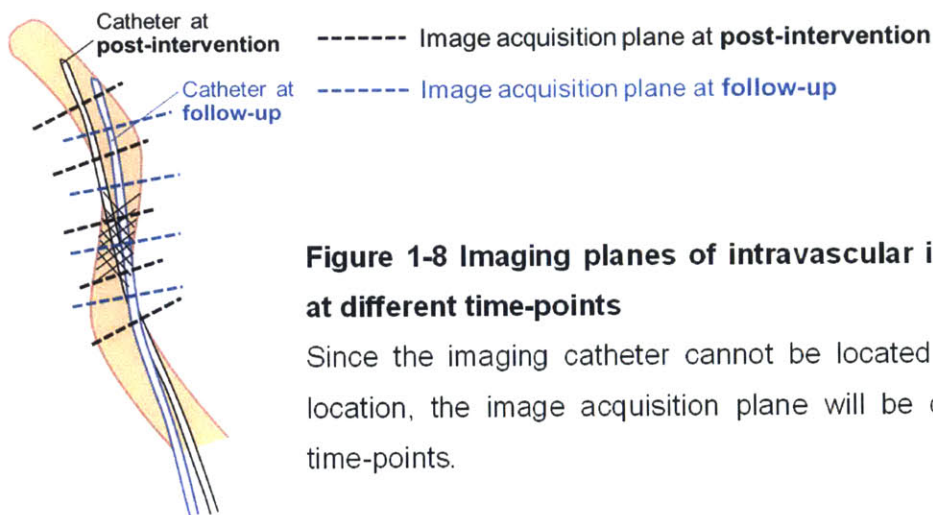 Catheter at
post-intervention
Image acquisition plane at post-intervention
Catheter at
follow-up
Image acquisition plane at follow-up
Figure 1-8 Imaging planes of intravascular
at different time-points
Since the imaging catheter cannot be located
location, the image acquisition plane will be
time-points.